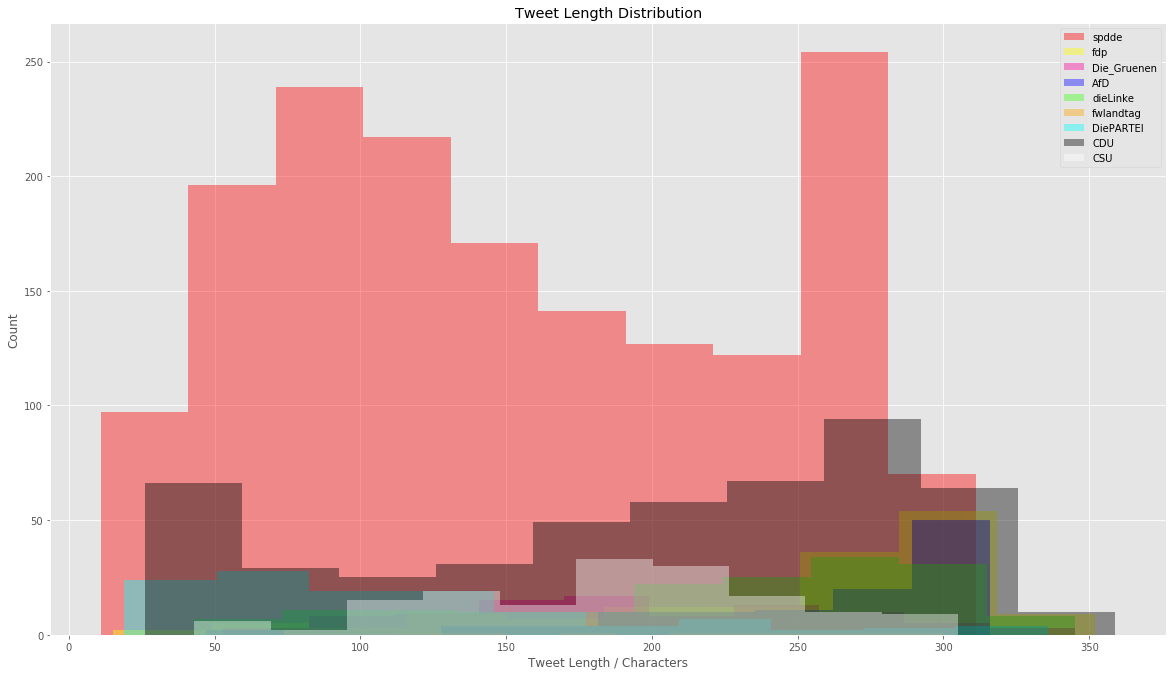 Tweet Length Distribution
spdde
fdp
Die_Gruenen
AfD
dieLinke
fwlandtag
DiePARTEI
CDU
CSU
250
200
150
100
50
0
Count
0 50 100 150 200 250 300 350
Tweet Length / Characters